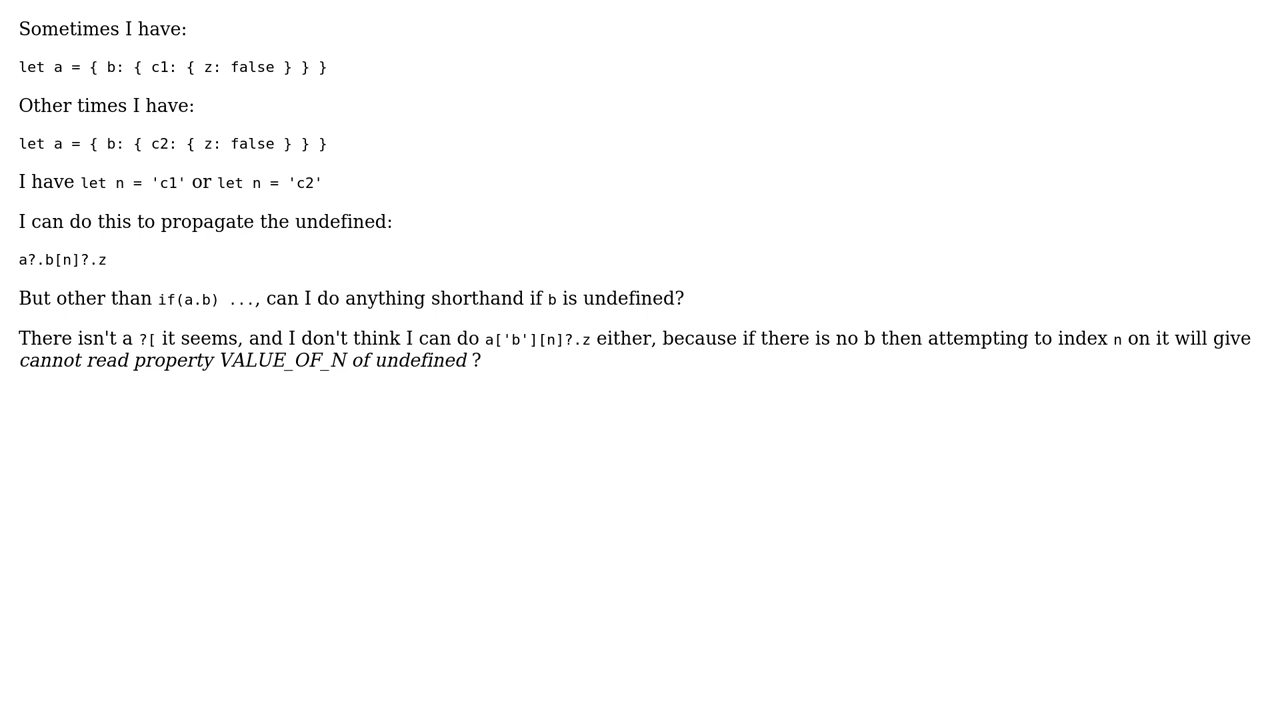 Sometimes I have:
let a = { b: { c1: { z: false } } }
Other times I have:
let a = { b: { c2: { z: false } } }
I have let n = 'c1' or let n = 'c2'
I can do this to propagate the undefined:
a?.b[n]?.z
But other than if(a.b) ..., can I do anything shorthand if b is undefined?
There isn't a ?[ it seems, and I don't think I can do a['b'][n]?.z either, because if there is no b then attempting to index n on it will give
cannot read property VALUE_OF_N of undefined ?